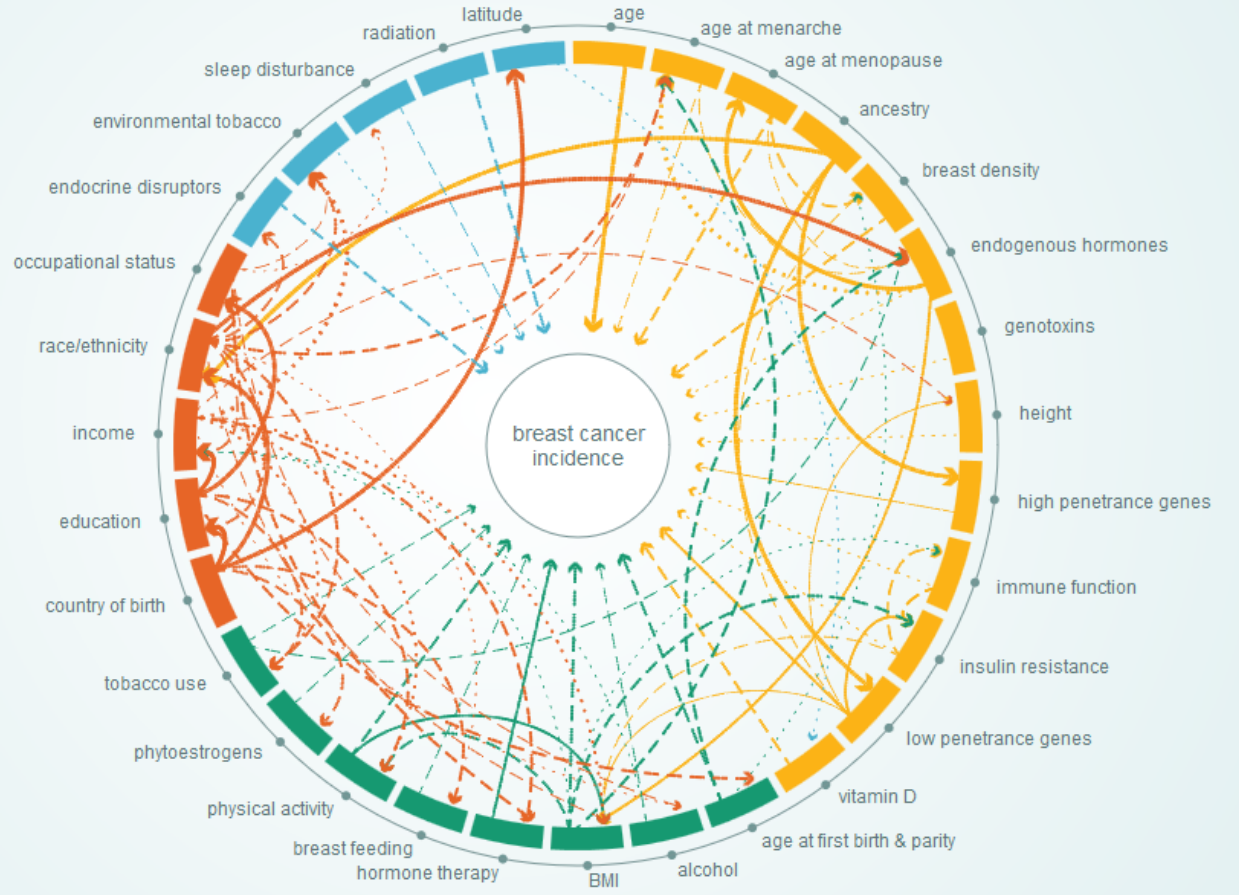 latitude
age
radiation
age at menarche
sleep disturbance
age at menopause
environmental tobacco
ancestry
endocrine disruptors
breast density
occupational status
endogenous hormones
race/ethnicity
genotoxins
income
height
breast cancer
incidence
education
high penetrance genes
country of birth
immune function
tobacco use
insulin resistance
phytoestrogens
low penetrance genes
physical activity
vitamin D
breast feeding
age at first birth & parity
hormone therapy
alcohol
BMI